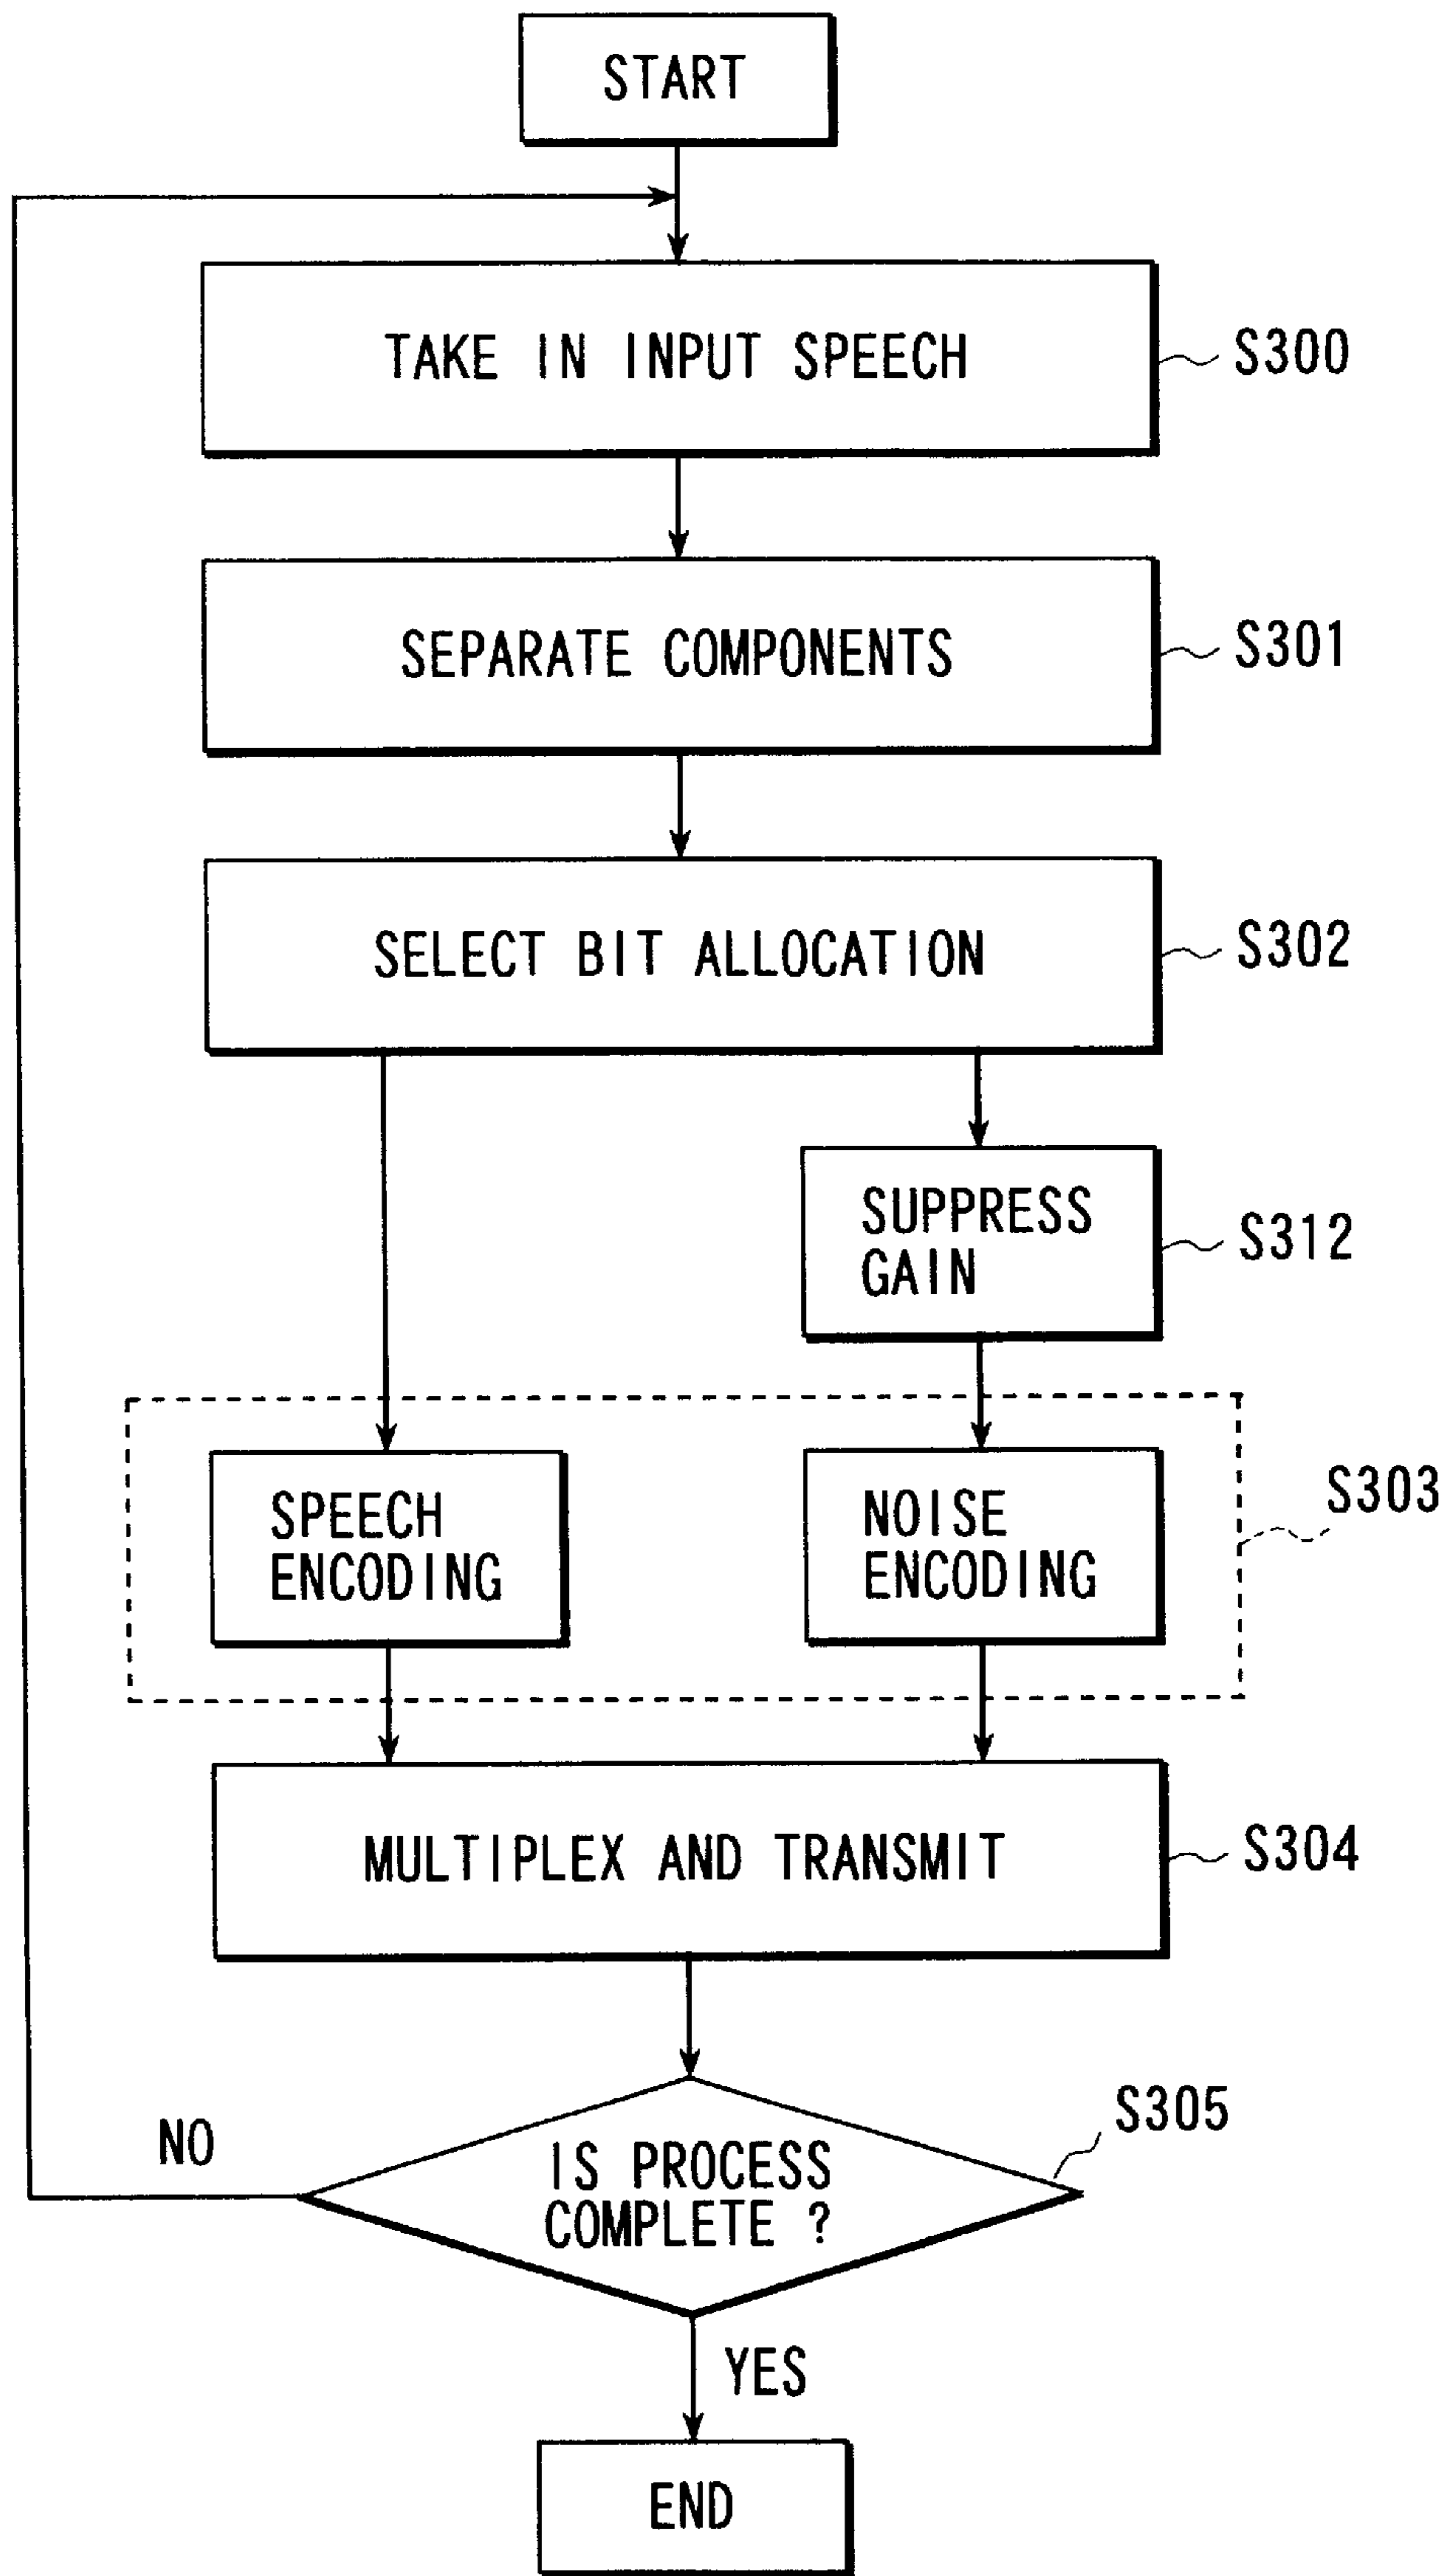 START
TAKE IN INPUT SPEECH
S300
SEPARATE COMPONENTS
S301
SELECT BIT ALLOCATION
S302
SUPPRESS
GAIN
S312
SPEECH
ENCODING
NOISE
ENCODING
S303
MULTIPLEX AND TRANSMIT
S304
IS PROCESS
COMPLETE ?
S305
NO
YES
END